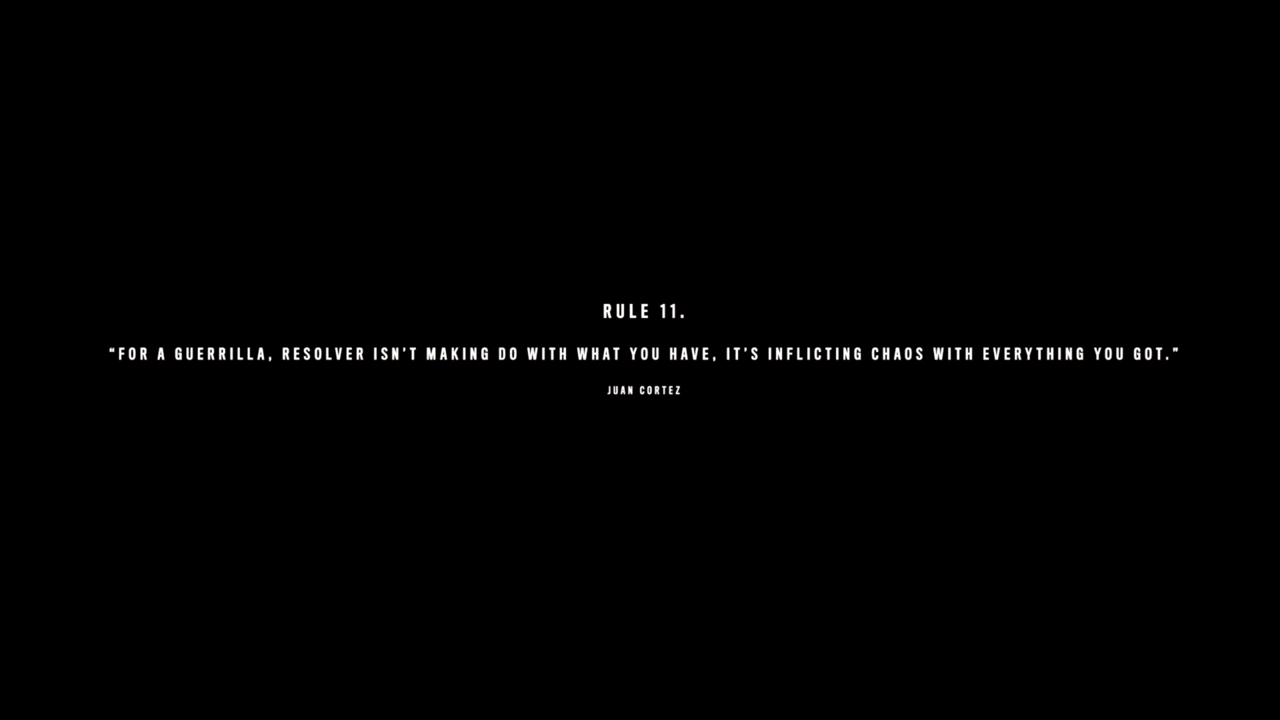 RULE 11.
“FOR A GUERRILLA, RESOLVER ISN’T MAKING DO WITH WHAT YOU HAVE, IT’S INFLICTING CHAOS WITH EVERYTHING YOU GOT.”
JUAN CORTEZ